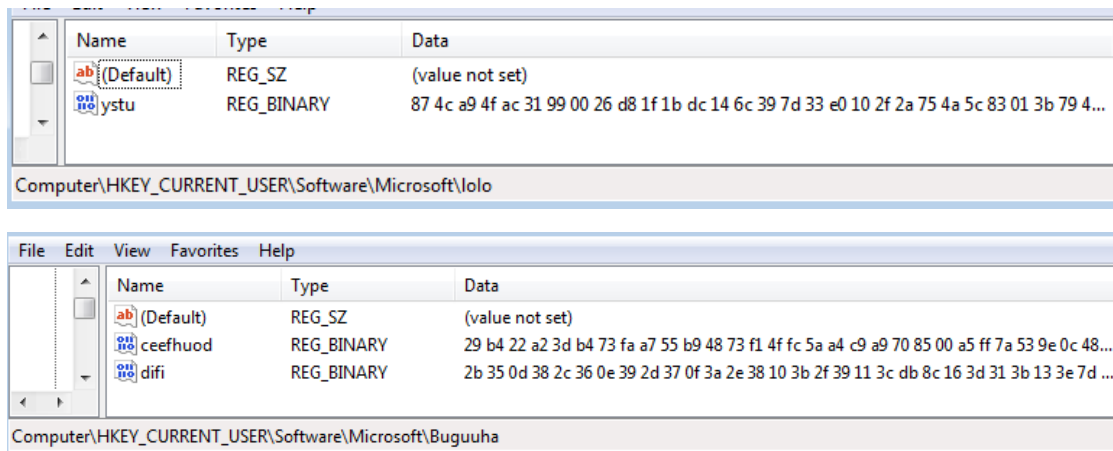 Name Type Data
(Default) REG_SZ (value not set)
ystu REG_BINARY 87 4c a9 4f ac 31 99 00 26 d8 1f 1b dc 14 6c 39 7d 33 e0 10 2f 2a 75 4a 5c 83 01 3b 79 4...
Computer\HKEY_CURRENT_USER\Software\Microsoft\lolo
File Edit View Favorites Help
Name Type Data
(Default) REG_SZ (value not set)
ceefhuod REG_BINARY 29 b4 22 a2 3d b4 73 fa a7 55 b9 48 73 f1 4f fc 5a a4 c9 a9 70 85 00 a5 ff 7a 53 9e 0c 48...
difi REG_BINARY 2b 35 0d 38 2c 36 0e 39 2d 37 0f 3a 2e 38 10 3b 2f 39 11 3c db 8c 16 3d 31 3b 13 3e 7d ...
Computer\HKEY_CURRENT_USER\Software\Microsoft\Buguuha